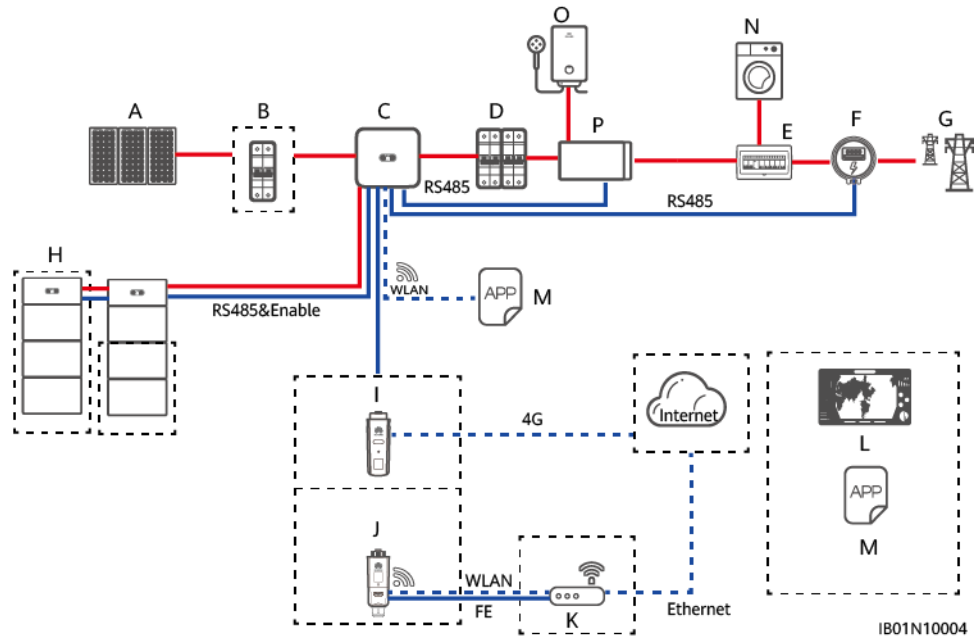 O
N
A
B
C
D
P
E
F
G
RS485
RS485
H
WLAN
APP
M
RS485&Enable
I
4G
Internet
L
APP
M
J
WLAN
FE
K
Ethernet
IB01N10004